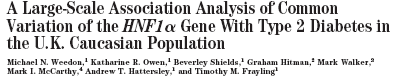 A Large-Scale Association Analysis of Common
Variation of the HNF1α Gene With Type 2 Diabetes in
the U.K. Caucasian Population
Michael N. Weedon,¹ Katharine R. Owen,¹ Beverley Shields,¹ Graham Hitman,² Mark Walker,³
Mark I. McCarthy,⁴ Andrew T. Hattersley,¹ and Timothy M. Frayling¹